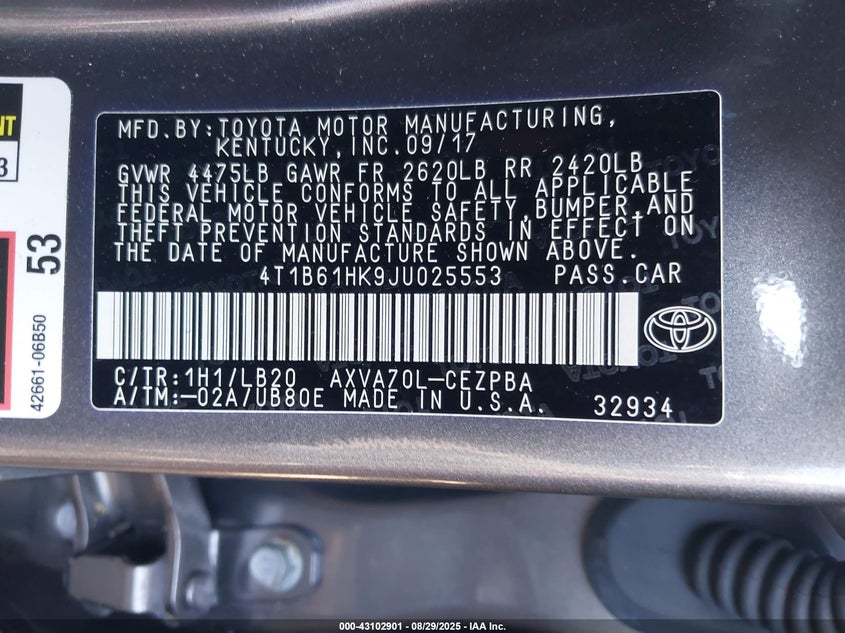 NT
3
53
42661-06B50
MFD.BY:TOYOTA MOTOR MANUFACTURING,
KENTUCKY,INC.09/17
GVWR 4475LB GAWR FR 2620LB RR 2420LB
THIS VEHICLE CONFORMS TO ALL APPLICABLE
FEDERAL MOTOR VEHICLE SAFETY,BUMPER,AND
THEFT PREVENTION STANDARDS IN EFFECT ON
THE DATE OF MANUFACTURE SHOWN ABOVE.
4T1B61HK9JU025553 PASS.CAR
C/TR:1H1/LB20 AXVA70L-CEZPBA
A/TM:-02A/UB80E MADE IN U.S.A. 32934
000-43102901 - 08/29/2025 - IAA Inc.